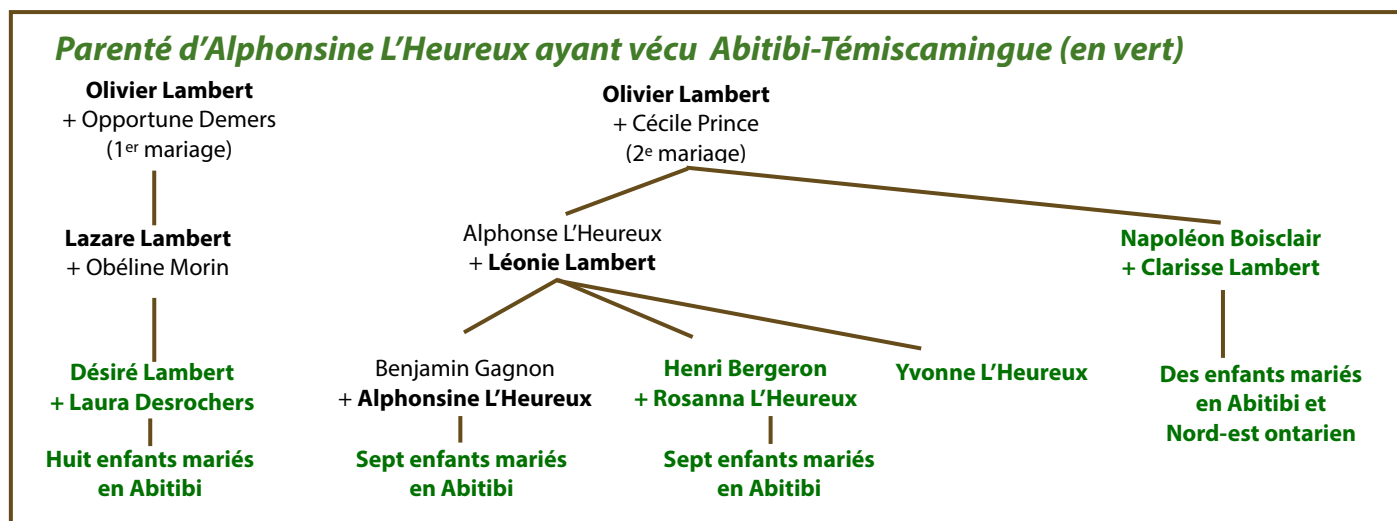 Parenté d’Alphonsine L’Heureux ayant vécu Abitibi-Témiscamingue (en vert)
Olivier Lambert
+ Opportune Demers
(1er mariage)
Olivier Lambert
+ Cécile Prince
(2e mariage)
Lazare Lambert
+ Obéline Morin
Alphonse L’Heureux
+ Léonie Lambert
Napoléon Boisclair
+ Clarisse Lambert
Désiré Lambert
+ Laura Desrochers
Benjamin Gagnon
+ Alphonsine L’Heureux
Henri Bergeron
+ Rosanna L’Heureux
Yvonne L’Heureux
Des enfants mariés
en Abitibi et
Nord-est ontarien
Huit enfants mariés
en Abitibi
Sept enfants mariés
en Abitibi
Sept enfants mariés
en Abitibi